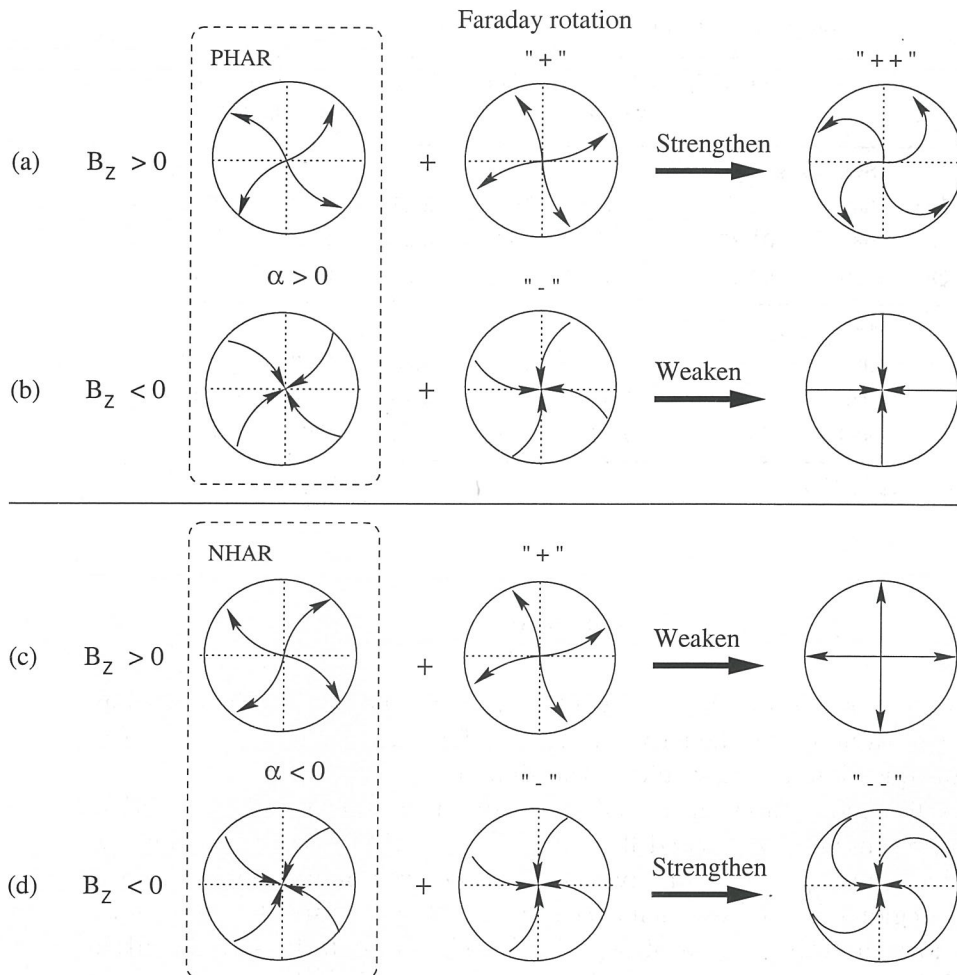 Faraday rotation
PHAR " + " " + + "
(a) B_Z > 0 + Strengthen
α > 0 " - "
(b) B_Z < 0 + Weaken
NHAR " + "
(c) B_Z > 0 + Weaken
α < 0 " - " " - - "
(d) B_Z < 0 + Strengthen